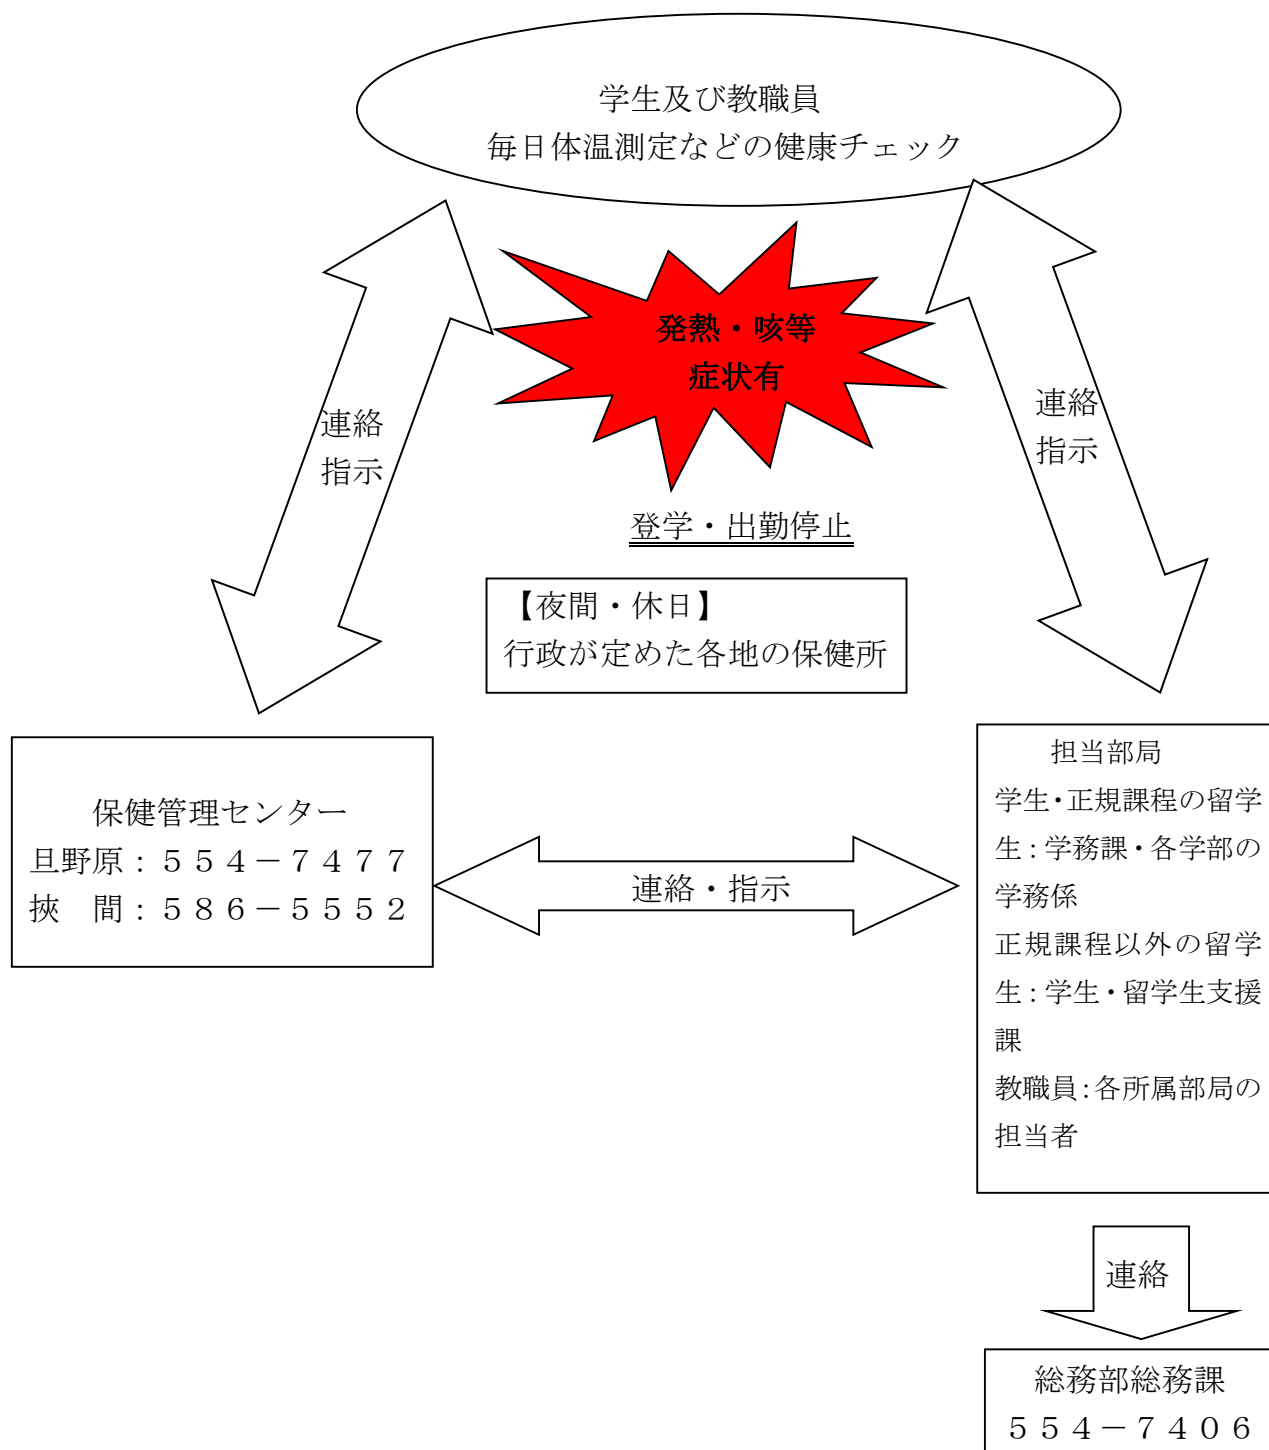 学生及び教職員
毎日体温測定などの健康チェック
発熱・咳等
症状有
連絡
指示
連絡
指示
登学・出勤停止
【夜間・休日】
行政が定めた各地の保健所
保健管理センター
旦野原：５５４－７４７７
挾　間：５８６－５５５２
連絡・指示
担当部局
学生・正規課程の留学
生：学務課・各学部の
学務係
正規課程以外の留学
生：学生・留学生支援
課
教職員：各所属部局の
担当者
連絡
総務部総務課
５５４－７４０６